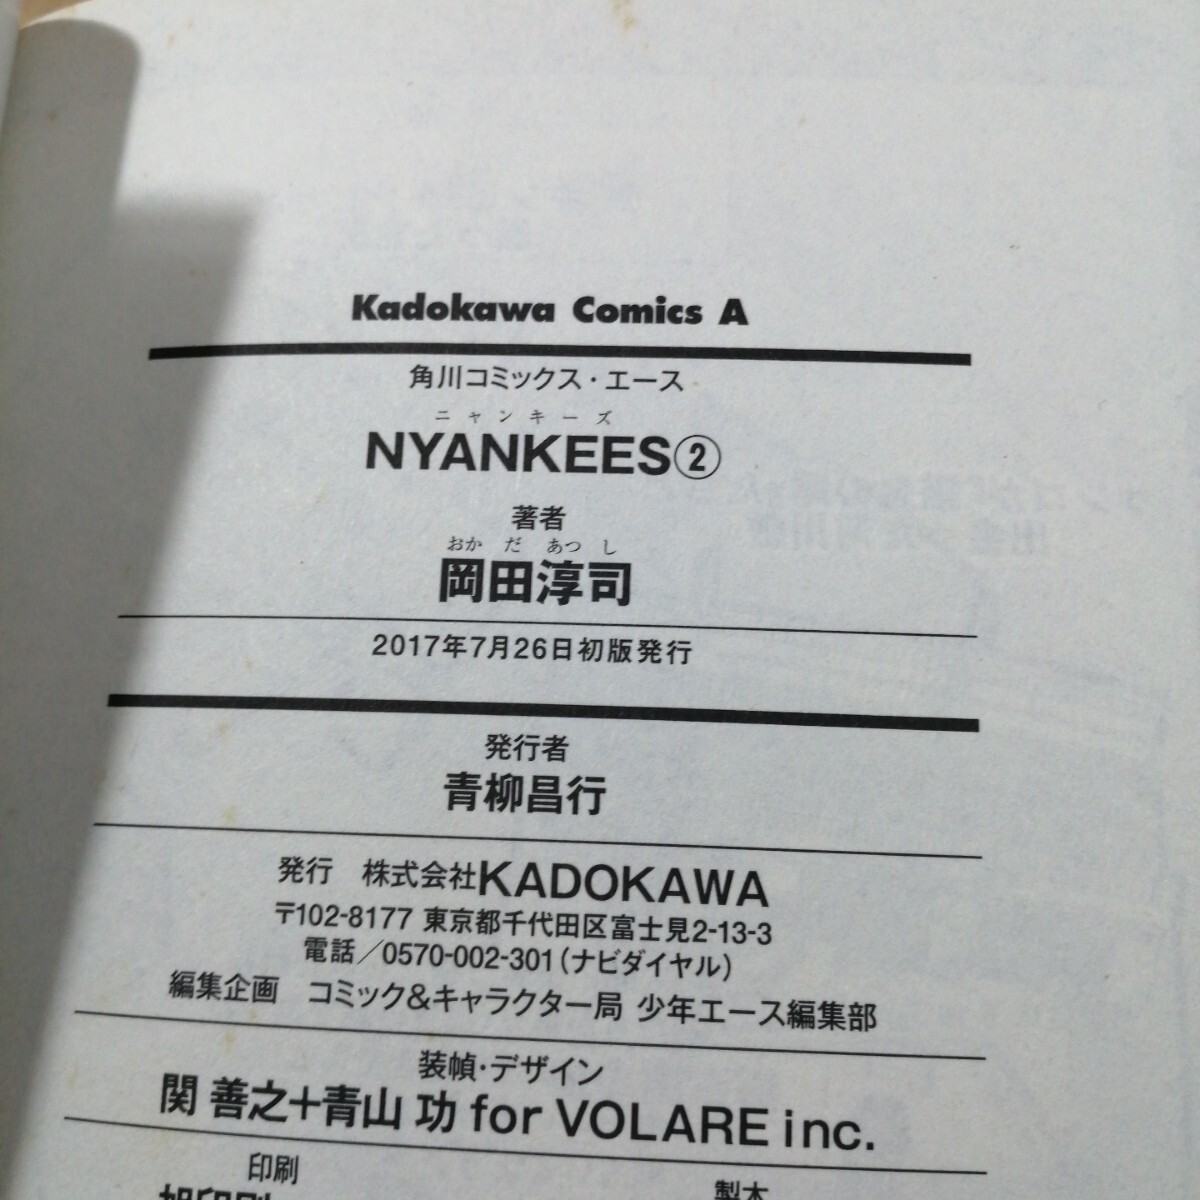 Kadokawa Comics A
角川コミックス・エース
ニャンキーズ
NYANKEES②
著者
おかだあつし
岡田淳司
2017年7月26日初版発行
発行者
青柳昌行
発行 株式会社KADOKAWA
〒102-8177 東京都千代田区富士見2-13-3
電話/0570-002-301(ナビダイヤル)
編集企画 コミック&キャラクター局 少年エース編集部
装幀・デザイン
関 善之+青山 功 for VOLARE inc.
印刷
製本